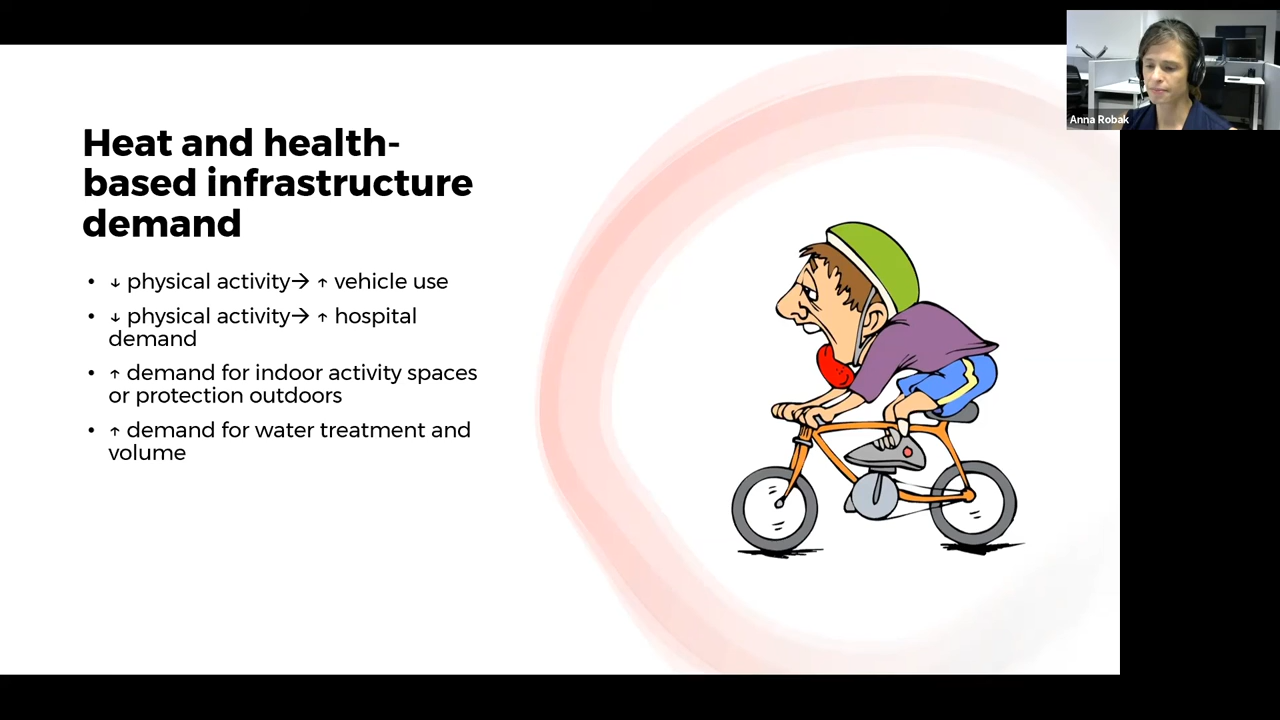 Heat and health-
based infrastructure
demand
• ↓ physical activity→ ↑ vehicle use
• ↓ physical activity→ ↑ hospital
demand
• ↑ demand for indoor activity spaces
or protection outdoors
• ↑ demand for water treatment and
volume
Anna Robak